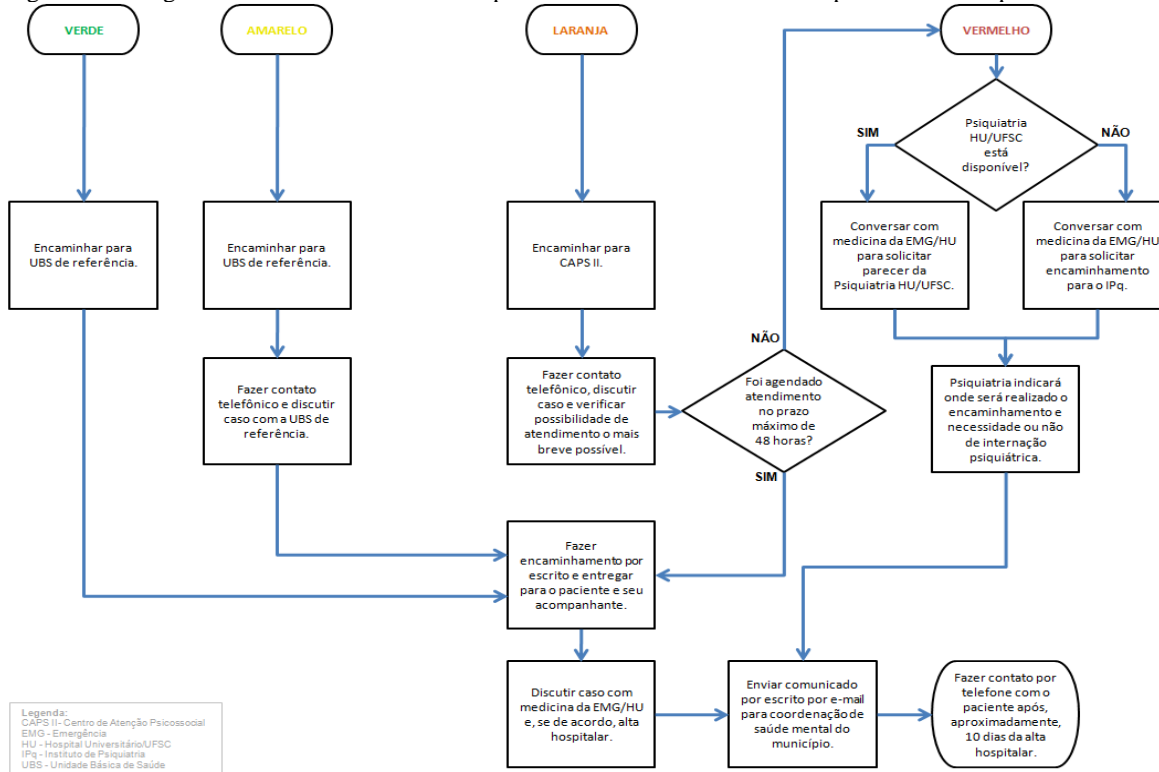 VERDE
AMARELO
LARANJA
VERMELHO
SIM
Psiquiatria
HU/UFSC
está
disponível?
NÃO
Encaminhar para
UBS de referência.
Encaminhar para
UBS de referência.
Encaminhar para
CAPS II.
Conversar com
medicina da EMG/HU
para solicitar
parecer da
Psiquiatria HU/UFSC.
Conversar com
medicina da EMG/HU
para solicitar
encaminhamento
para o IPq.
Fazer contato
telefônico e discutir
caso com a UBS de
referência.
Fazer contato
telefônico, discutir
caso e verificar
possibilidade de
atendimento o mais
breve possível.
NÃO
Foi agendado
atendimento
no prazo
máximo de
48 horas?
SIM
Psiquiatria indicará
onde será realizado o
encaminhamento e
necessidade ou não
de internação
psiquiátrica.
Fazer
encaminhamento por
escrito e entregar
para o paciente e seu
acompanhante.
Discutir caso com
medicina da EMG/HU
e, se de acordo, alta
hospitalar.
Enviar comunicado
por escrito por e-mail
para coordenação de
saúde mental do
município.
Fazer contato por
telefone com o
paciente após,
aproximadamente,
10 dias da alta
hospitalar.
Legenda:
CAPS II- Centro de Atenção Psicossocial
EMG - Emergência
HU - Hospital Universitário/UFSC
IPq - Instituto de Psiquiatria
UBS - Unidade Básica de Saúde